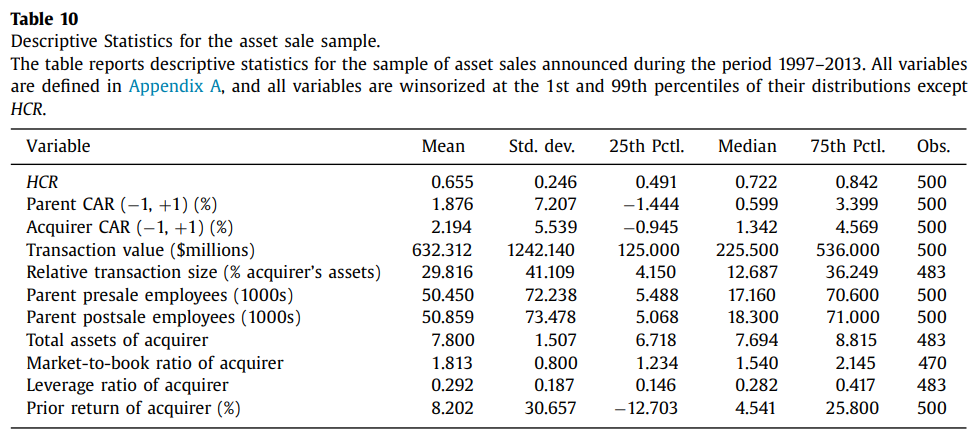 Table 10
Descriptive Statistics for the asset sale sample.
The table reports descriptive statistics for the sample of asset sales announced during the period 1997–2013. All variables
are defined in Appendix A, and all variables are winsorized at the 1st and 99th percentiles of their distributions except
HCR.
Variable Mean Std. dev. 25th Pctl. Median 75th Pctl. Obs.
HCR 0.655 0.246 0.491 0.722 0.842 500
Parent CAR (−1, +1) (%) 1.876 7.207 −1.444 0.599 3.399 500
Acquirer CAR (−1, +1) (%) 2.194 5.539 −0.945 1.342 4.569 500
Transaction value ($millions) 632.312 1242.140 125.000 225.500 536.000 500
Relative transaction size (% acquirer's assets) 29.816 41.109 4.150 12.687 36.249 483
Parent presale employees (1000s) 50.450 72.238 5.488 17.160 70.600 500
Parent postsale employees (1000s) 50.859 73.478 5.068 18.300 71.000 500
Total assets of acquirer 7.800 1.507 6.718 7.694 8.815 483
Market-to-book ratio of acquirer 1.813 0.800 1.234 1.540 2.145 470
Leverage ratio of acquirer 0.292 0.187 0.146 0.282 0.417 483
Prior return of acquirer (%) 8.202 30.657 −12.703 4.541 25.800 500